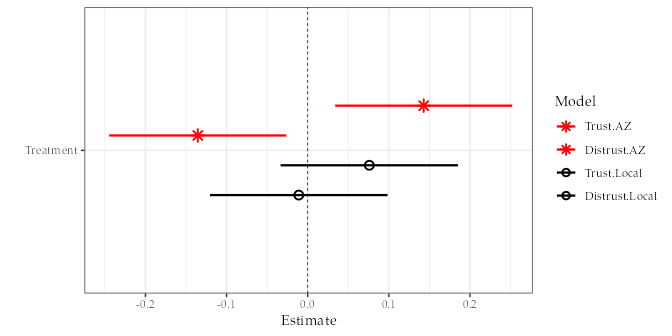 Treatment
-0.2 -0.1 0.0 0.1 0.2
Estimate
Model
Trust.AZ
Distrust.AZ
Trust.Local
Distrust.Local